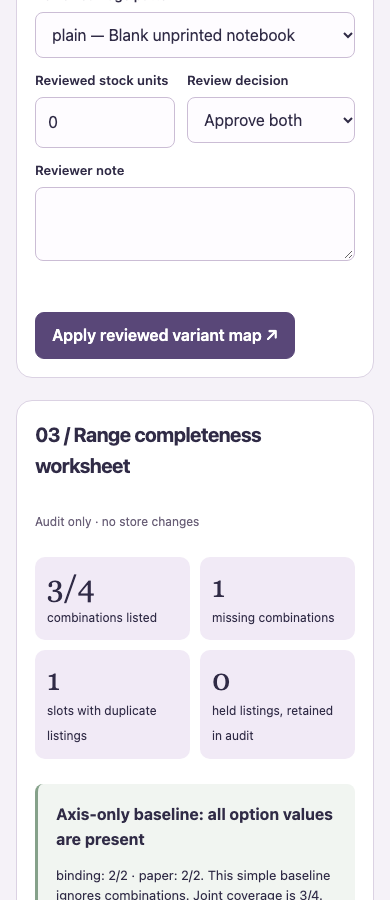 plain — Blank unprinted notebook
Reviewed stock units
Review decision
0
Approve both
Reviewer note
Apply reviewed variant map ↗
03 / Range completeness
worksheet
Audit only · no store changes
3/4
combinations listed
1
missing combinations
1
slots with duplicate
listings
0
held listings, retained
in audit
Axis-only baseline: all option values
are present
binding: 2/2 · paper: 2/2. This simple baseline
ignores combinations. Joint coverage is 3/4.